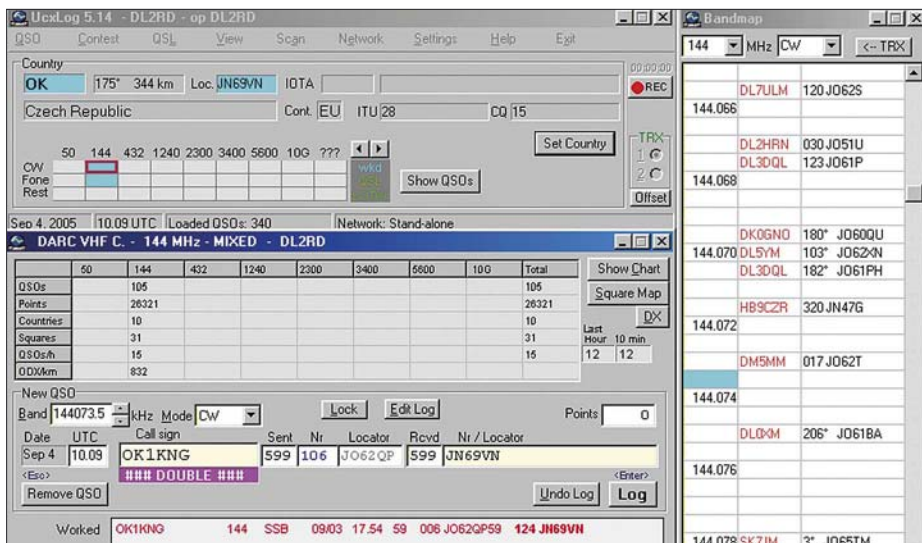 UcxLog 5.14 - DL2RD - op DL2RD
QSO Contest QSL View Scan Network Settings Help Exit
Country
OK 175° 344 km Loc. JN69VN IOTA
00:00:00
REC
Czech Republic Cont. EU ITU 28 CQ 15
Set Country
50 144 432 1240 2300 3400 5600 10G ???
CW
Fone
Rest
wkd
QSL
Show QSOs
TRX
1
2
Offset
Sep 4, 2005 10.09 UTC Loaded QSOs: 340 Network: Stand-alone
DARC VHF C. - 144 MHz - MIXED - DL2RD
50 144 432 1240 2300 3400 5600 10G Total
QSOs 105 105
Points 26321 26321
Countries 10 10
Squares 31 31
QSOs/h 15 15
ODX/km 832
Show Chart
Square Map
DX
Last
Hour 10 min
12 12
New QSO
Band 144073.5 kHz Mode CW Lock Edit Log Points 0
Date UTC Call sign Sent Nr Locator Rcvd Nr / Locator
Sep 4 10.09 OK1KNG 599 106 JO62QP 599 JN69VN
<Esc> ### DOUBLE ### <Enter>
Remove QSO Undo Log Log
Worked OK1KNG 144 SSB 09/03 17.54 59 006 JO62QP59 124 JN69VN
Bandmap
144 MHz CW <-- TRX
DL7ULM 120 JO62S
144.066
DL2HRN 030 JO51U
DL3DQL 123 JO61P
144.068
DK0GNO 180° JO60QU
144.070 DL5YM 103° JO62XN
DL3DQL 182° JO61PH
HB9CZR 320 JN47G
144.072
DM5MM 017 JO62T
144.074
DL0XM 206° JO61BA
144.076
144.078 SK7JM 3° JO65TM